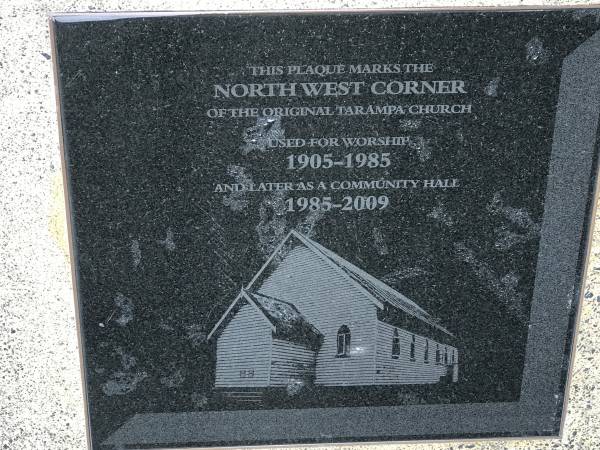 THIS PLAQUE MARKS THE
NORTH WEST CORNER
OF THE ORIGINAL TARAMPA CHURCH
USED FOR WORSHIP
1905–1985
AND LATER AS A COMMUNITY HALL
1985–2009